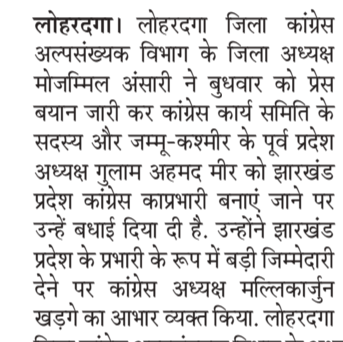 लोहरदगा। लोहरदगा जिला कांग्रेस
अल्पसंख्यक विभाग के जिला अध्यक्ष
मोजम्मिल अंसारी ने बुधवार को प्रेस
बयान जारी कर कांग्रेस कार्य समिति के
सदस्य और जम्मू-कश्मीर के पूर्व प्रदेश
अध्यक्ष गुलाम अहमद मीर को झारखंड
प्रदेश कांग्रेस काप्रभारी बनाएं जाने पर
उन्हें बधाई दिया दी है. उन्होंने झारखंड
प्रदेश के प्रभारी के रूप में बड़ी जिम्मेदारी
देने पर कांग्रेस अध्यक्ष मल्लिकार्जुन
खड़गे का आभार व्यक्त किया. लोहरदगा